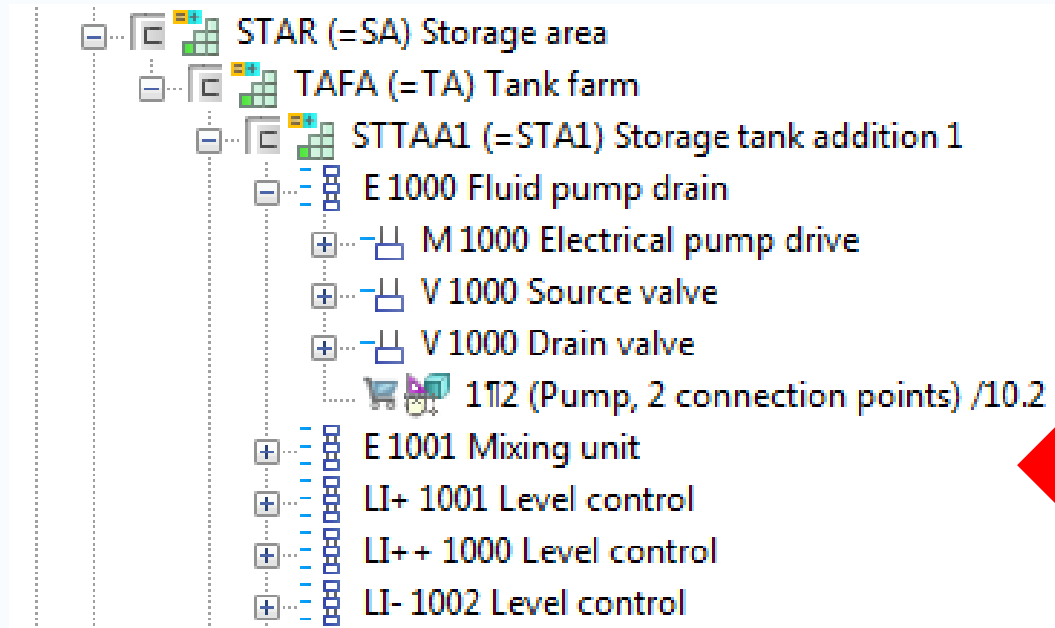 STAR (=SA) Storage area
TAFA (=TA) Tank farm
STTAA1 (=STA1) Storage tank addition 1
E 1000 Fluid pump drain
M 1000 Electrical pump drive
V 1000 Source valve
V 1000 Drain valve
1¶2 (Pump, 2 connection points) /10.2
E 1001 Mixing unit
LI+ 1001 Level control
LI++ 1000 Level control
LI- 1002 Level control